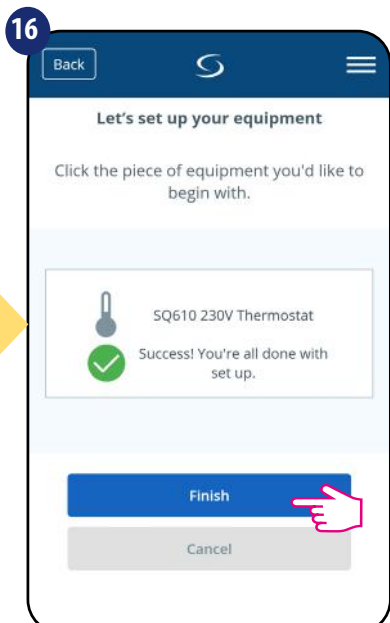 16
Back
Let's set up your equipment
Click the piece of equipment you'd like to
begin with.
SQ610 230V Thermostat
Success! You're all done with
set up.
Finish
Cancel